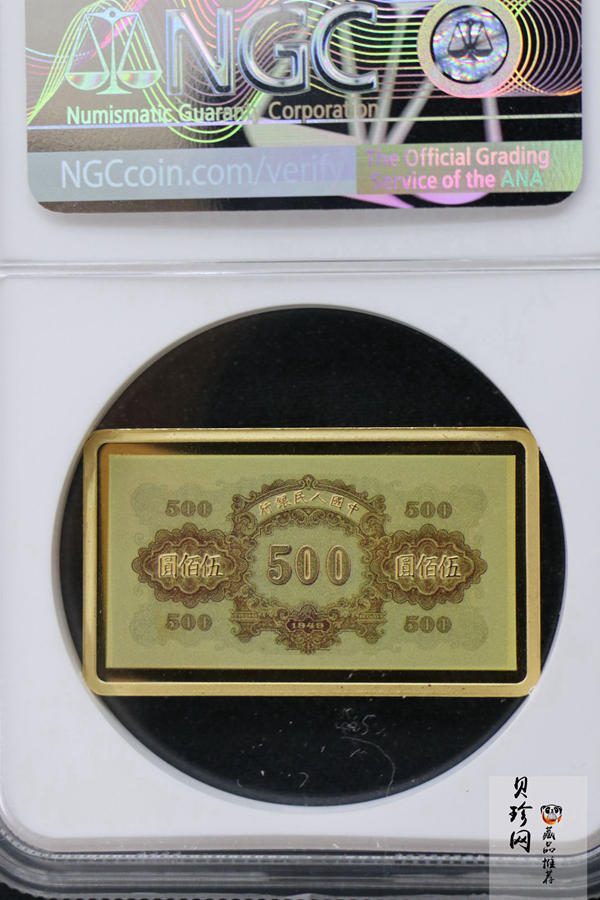 NGC
Numismatic Guaranty Corporation
NGCcoin.com/verify
The Official Grading
Service of the ANA
行銀民人國中
500 500
圓佰伍 500 圓佰伍
500 500
1949
贝珍网
藏品推荐